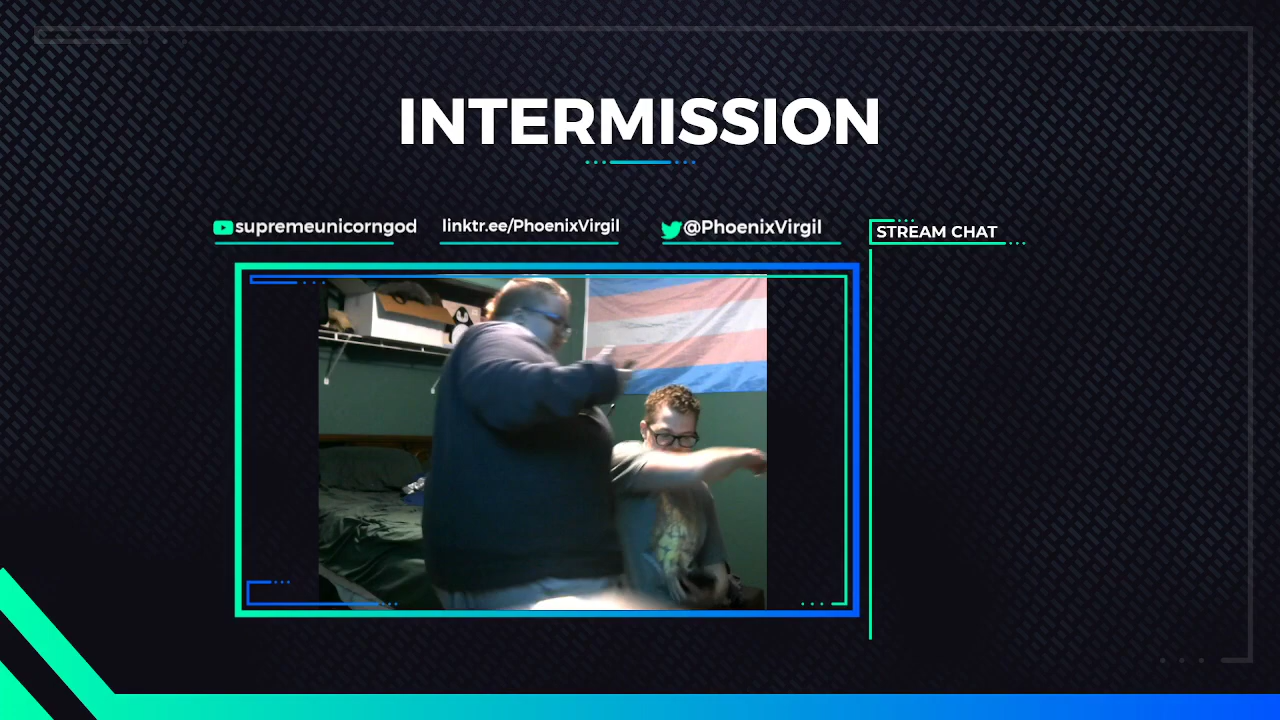 INTERMISSION
supremeunicorngod
linktr.ee/PhoenixVirgil
@PhoenixVirgil
STREAM CHAT